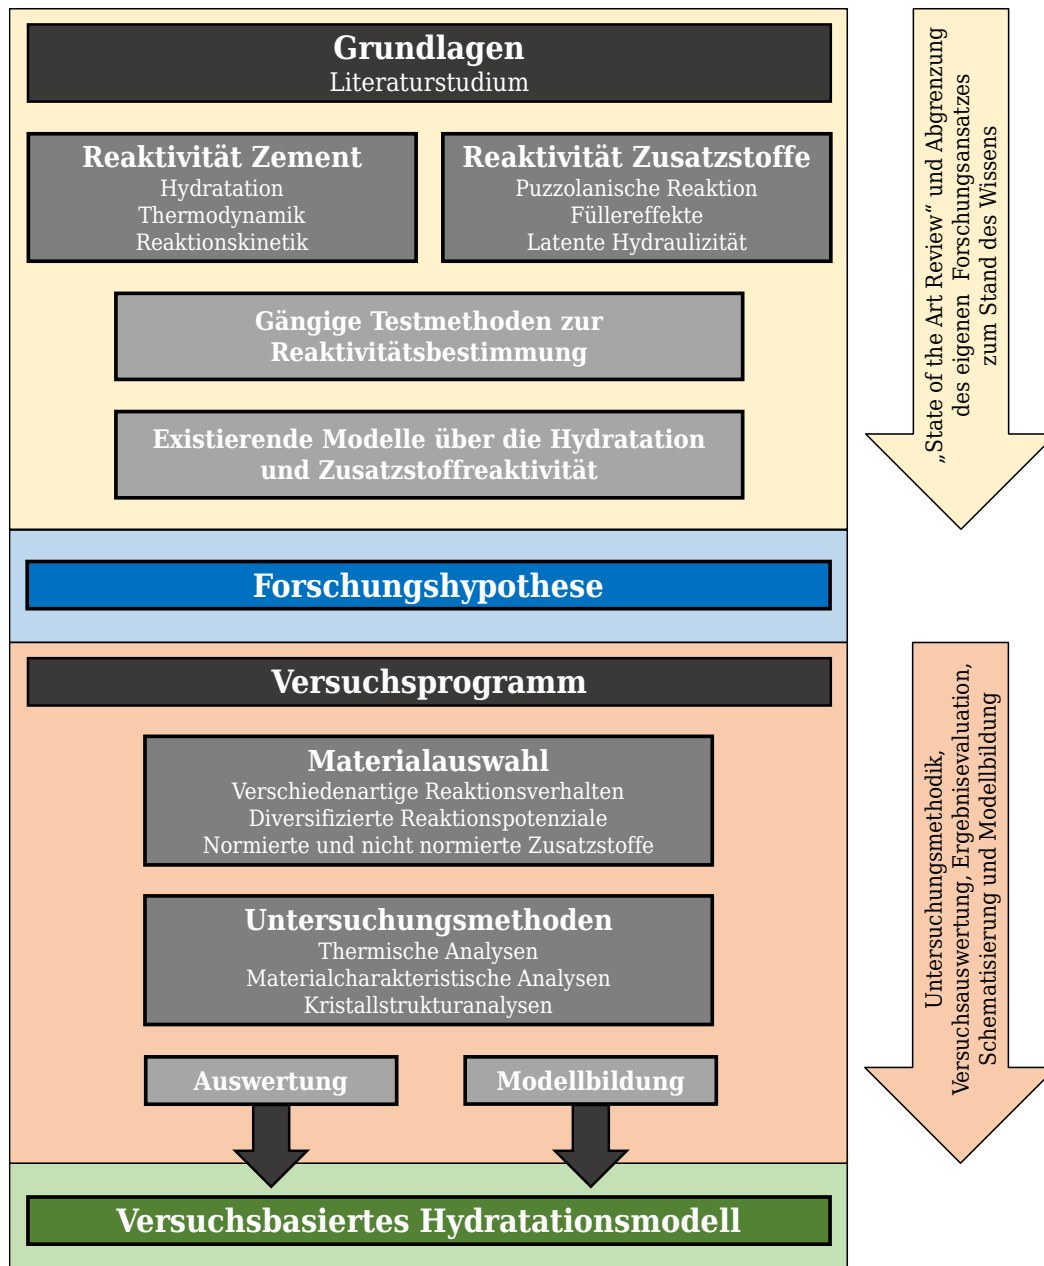 Grundlagen
Literaturstudium
Reaktivität Zement
Hydratation
Thermodynamik
Reaktionskinetik
Reaktivität Zusatzstoffe
Puzzolanische Reaktion
Füllereffekte
Latente Hydraulizität
Gängige Testmethoden zur
Reaktivitätsbestimmung
Existierende Modelle über die Hydratation
und Zusatzstoffreaktivität
„State of the Art Review“ und Abgrenzung
des eigenen Forschungsansatzes
zum Stand des Wissens
Forschungshypothese
Versuchsprogramm
Materialauswahl
Verschiedenartige Reaktionsverhalten
Diversifizierte Reaktionspotenziale
Normierte und nicht normierte Zusatzstoffe
Untersuchungsmethoden
Thermische Analysen
Materialcharakteristische Analysen
Kristallstrukturanalysen
Auswertung
Modellbildung
Untersuchungsmethodik,
Versuchsauswertung, Ergebnisevaluation,
Schematisierung und Modellbildung
Versuchsbasiertes Hydratationsmodell